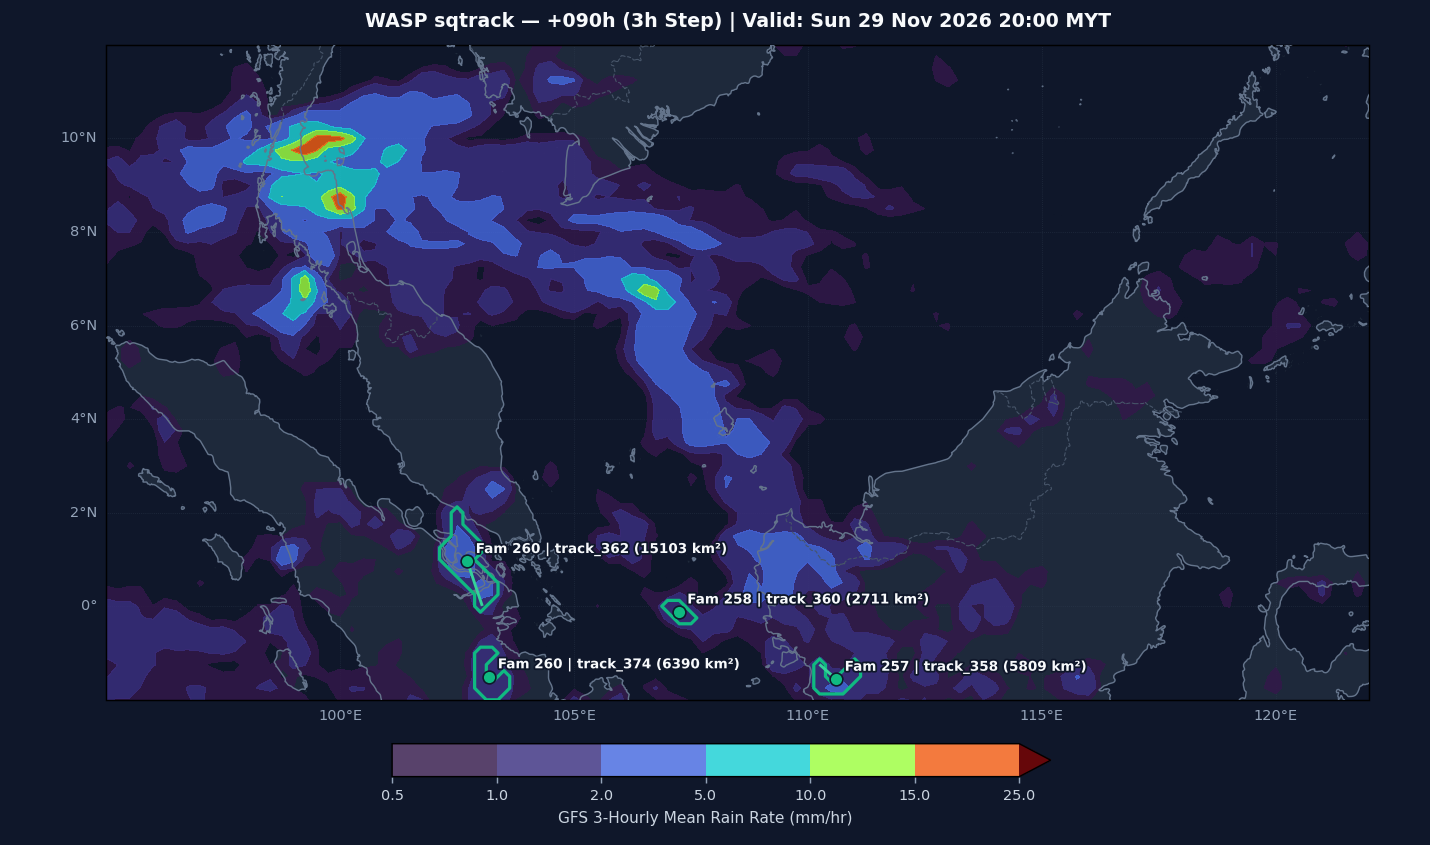 WASP sqtrack — +090h (3h Step) | Valid: Sun 29 Nov 2026 20:00 MYT
10°N
8°N
6°N
4°N
2°N
0°
Fam 260 | track_362 (15103 km²)
Fam 258 | track_360 (2711 km²)
Fam 260 | track_374 (6390 km²)
Fam 257 | track_358 (5809 km²)
100°E
105°E
110°E
115°E
120°E
0.5
1.0
2.0
5.0
10.0
15.0
25.0
GFS 3-Hourly Mean Rain Rate (mm/hr)